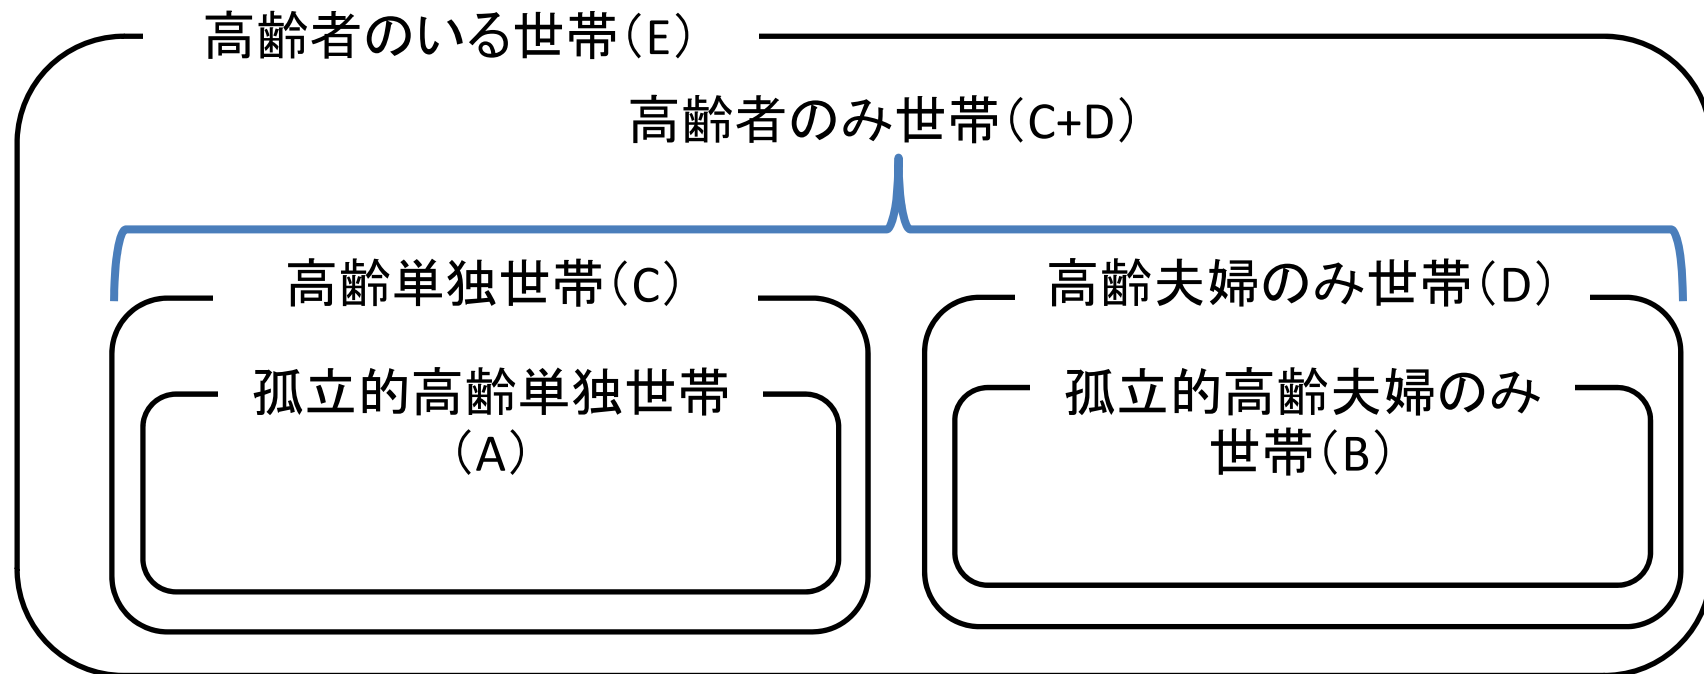 高齢者のいる世帯（E）
高齢者のみ世帯（C+D）
高齢単独世帯（C）
高齢夫婦のみ世帯（D）
孤立的高齢単独世帯
（A）
孤立的高齢夫婦のみ
世帯（B）